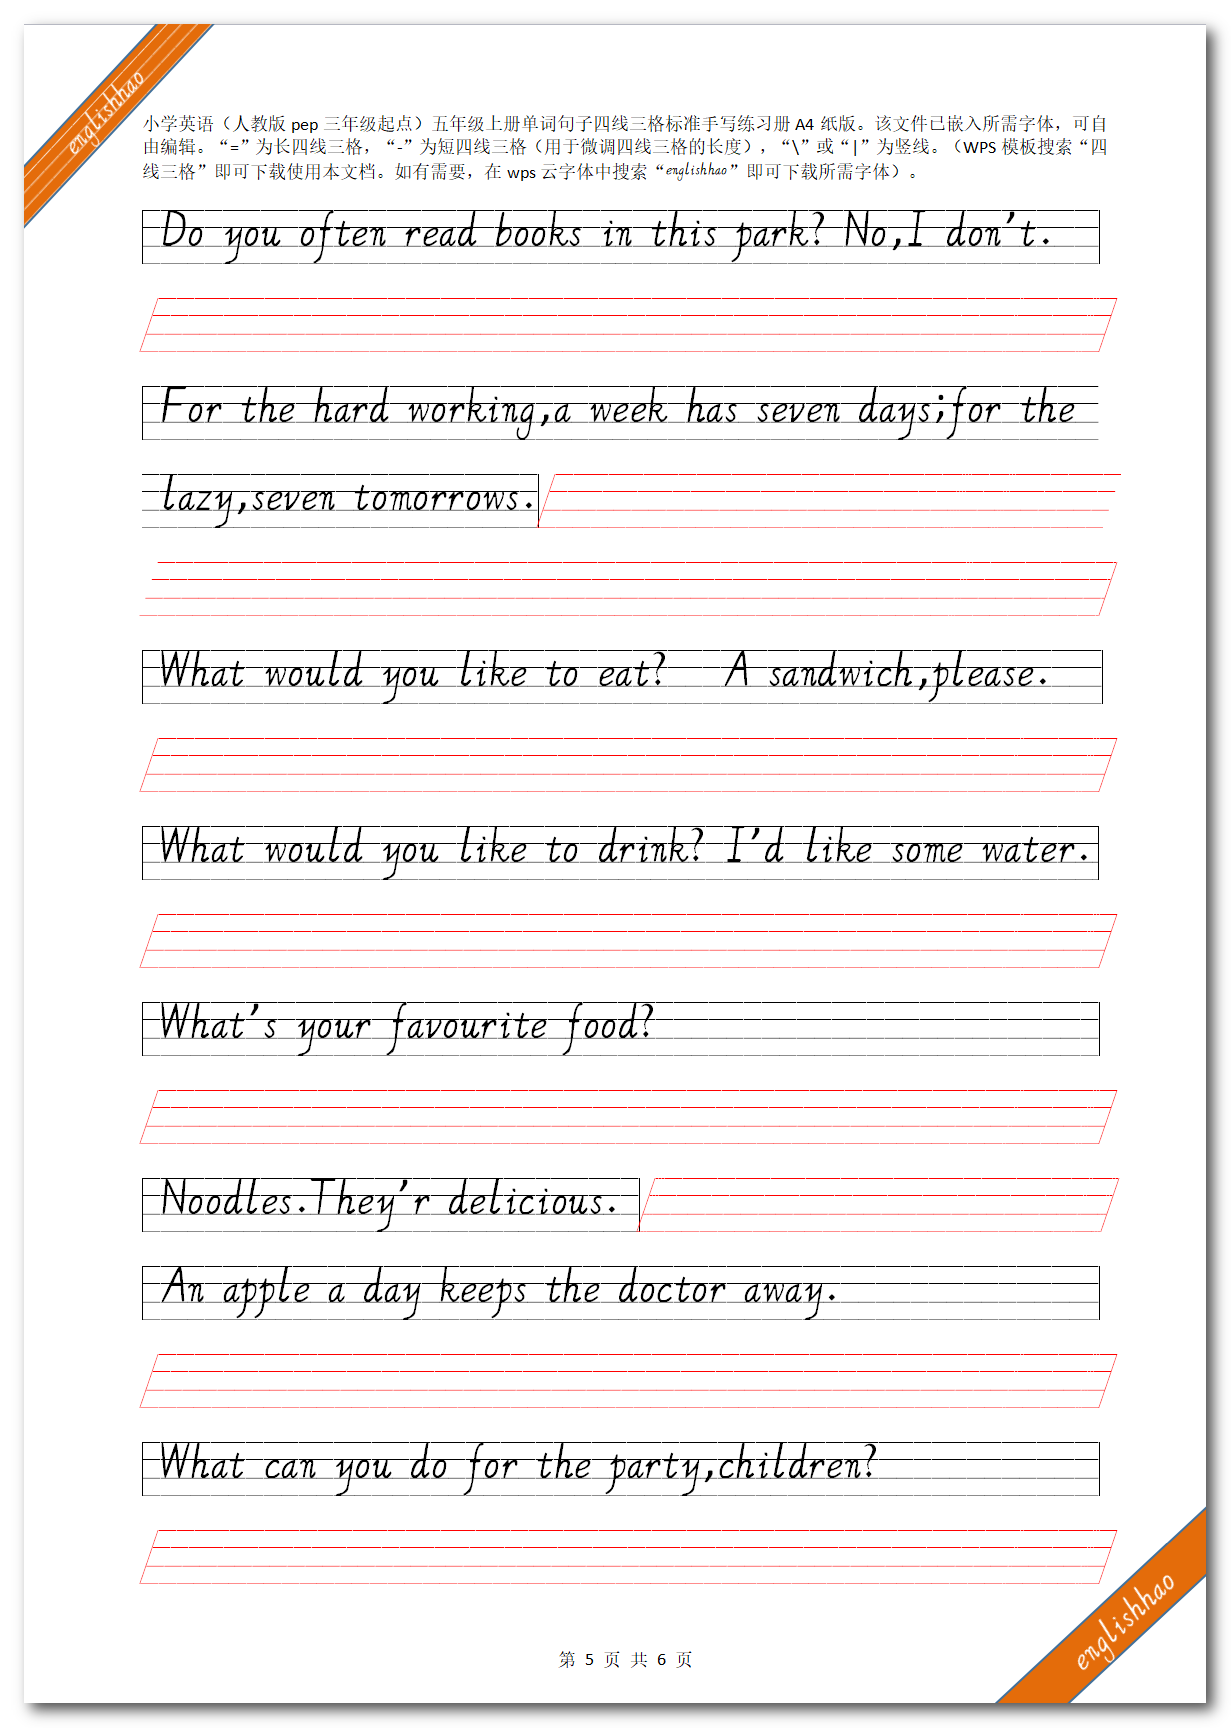 englishhao
小学英语（人教版 pep 三年级起点）五年级上册单词句子四线三格标准手写练习册 A4 纸版。该文件已嵌入所需字体，可自
由编辑。“=”为长四线三格，“-”为短四线三格（用于微调四线三格的长度），“\”或“|”为竖线。（WPS 模板搜索“四
线三格”即可下载使用本文档。如有需要，在 wps 云字体中搜索“englishhao”即可下载所需字体）。
Do you often read books in this park? No,I don't.
For the hard working,a week has seven days;for the
lazy,seven tomorrows.
What would you like to eat? A sandwich,please.
What would you like to drink? I'd like some water.
What's your favourite food?
Noodles.They'r delicious.
An apple a day keeps the doctor away.
What can you do for the party,children?
englishhao
第 5 页 共 6 页